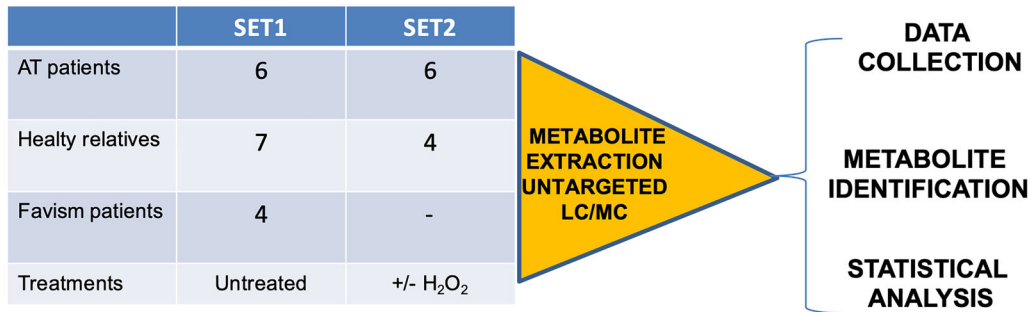 SET1 SET2
AT patients 6 6
Healty relatives 7 4
Favism patients 4 -
Treatments Untreated +/- H₂O₂
METABOLITE
EXTRACTION
UNTARGETED
LC/MC
DATA
COLLECTION
METABOLITE
IDENTIFICATION
STATISTICAL
ANALYSIS